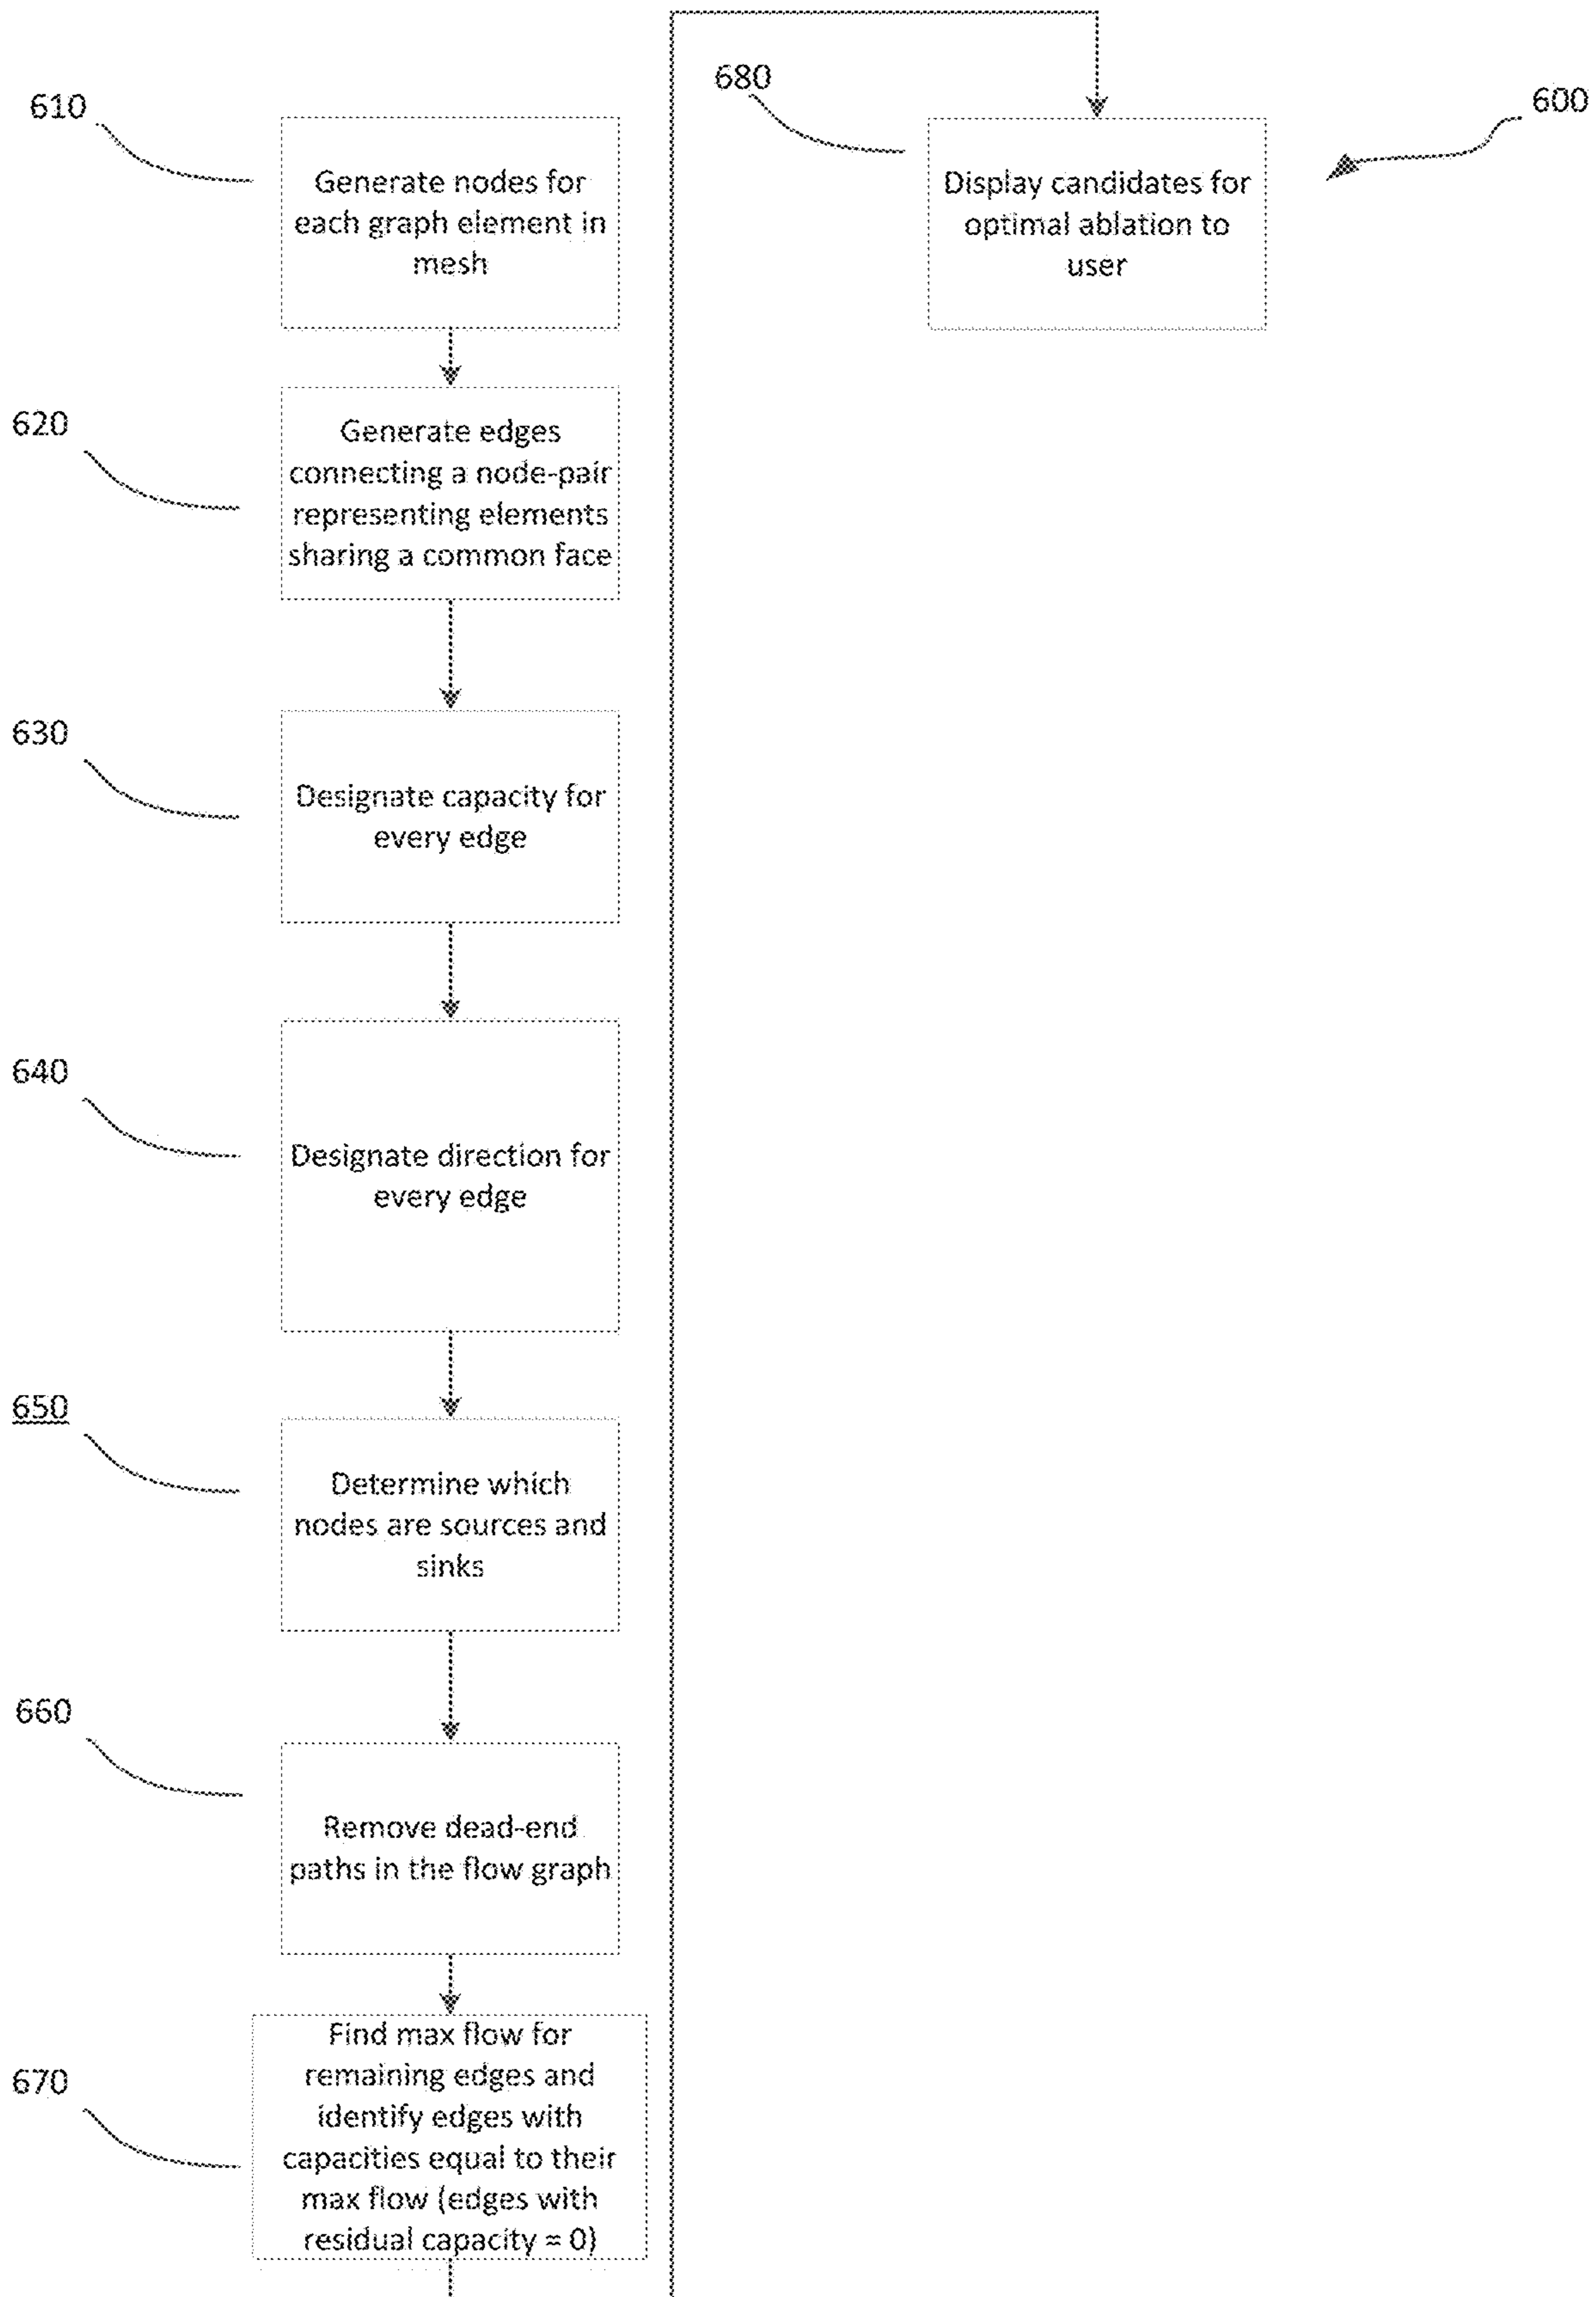 610
Generate nodes for
each graph element in
mesh
620
Generate edges
connecting a node-pair
representing elements
sharing a common face
630
Designate capacity for
every edge
640
Designate direction for
every edge
650
Determine which
nodes are sources and
sinks
660
Remove dead-end
paths in the flow graph
670
Find max flow for
remaining edges and
identify edges with
capacities equal to their
max flow (edges with
residual capacity = 0)
680
Display candidates for
optimal ablation to
user
600